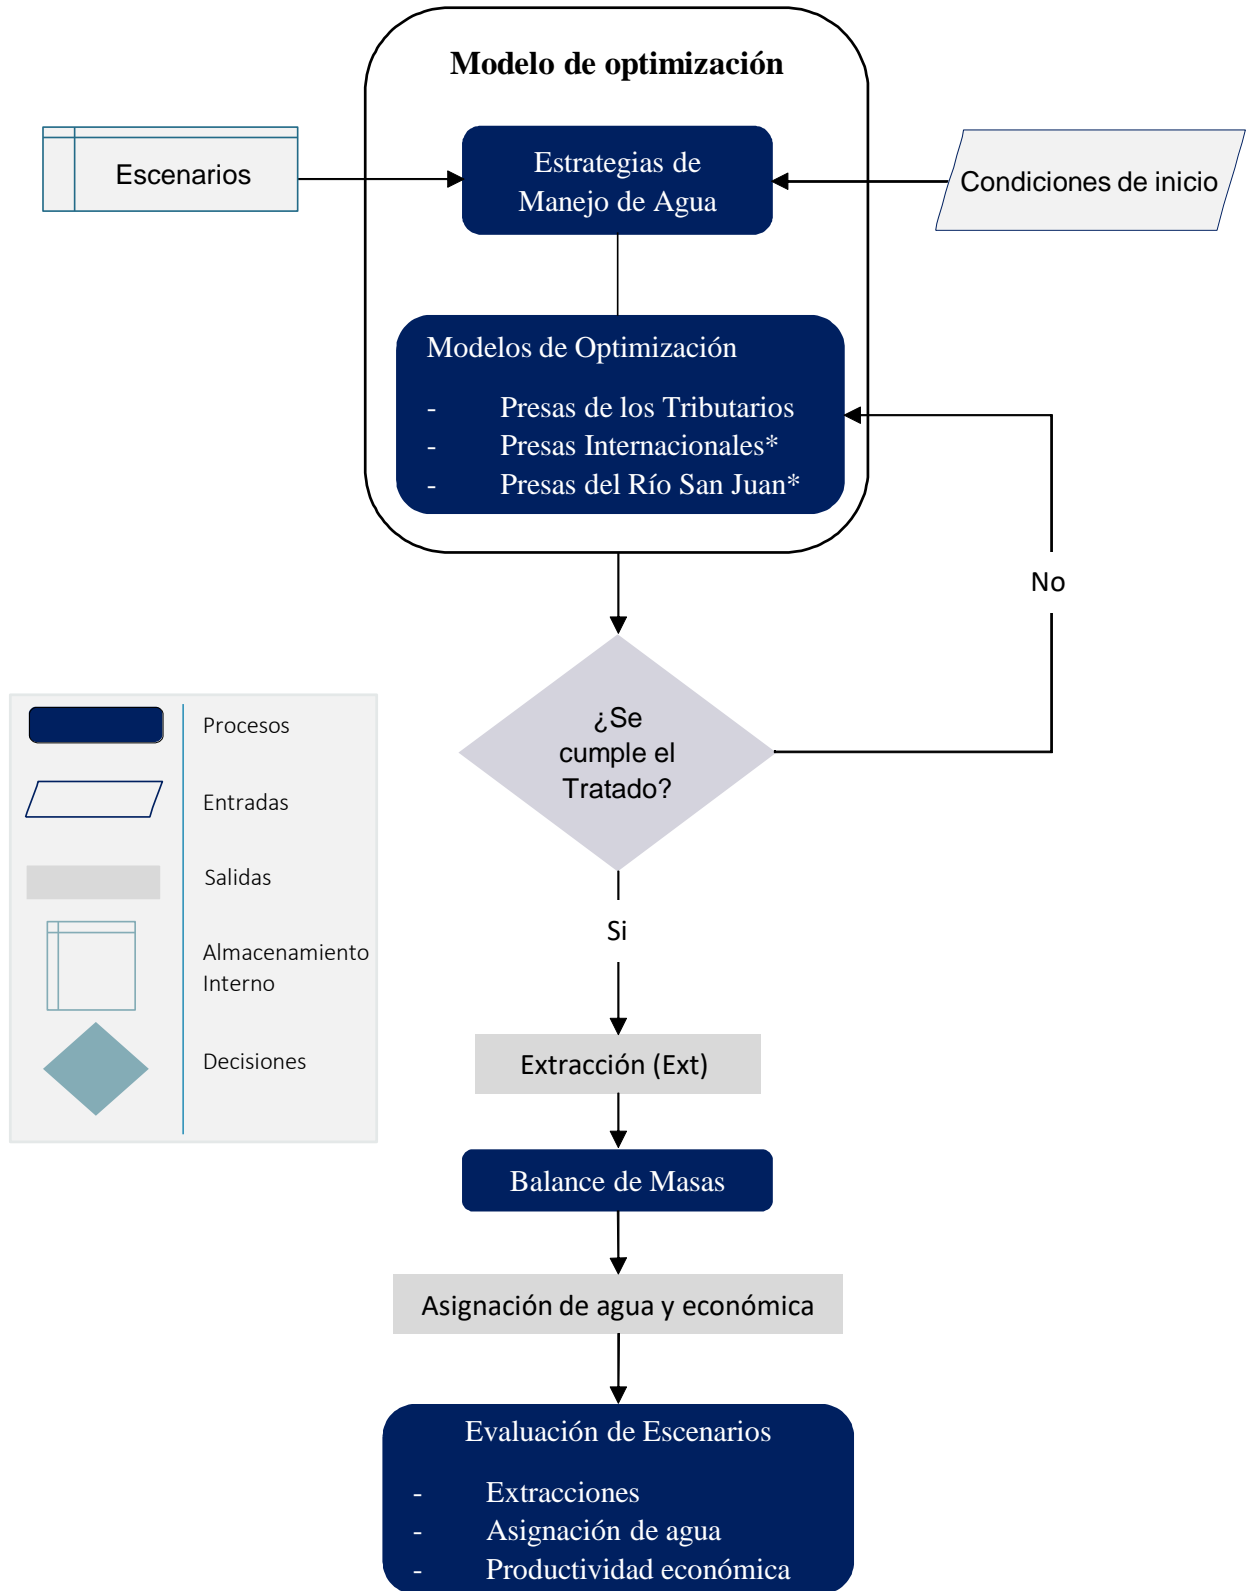 Modelo de optimización
Escenarios
Estrategias de
Manejo de Agua
Condiciones de inicio
Modelos de Optimización
- Presas de los Tributarios
- Presas Internacionales*
- Presas del Río San Juan*
No
¿Se
cumple el
Tratado?
Procesos
Entradas
Salidas
Almacenamiento
Interno
Decisiones
Si
Extracción (Ext)
Balance de Masas
Asignación de agua y económica
Evaluación de Escenarios
- Extracciones
- Asignación de agua
- Productividad económica